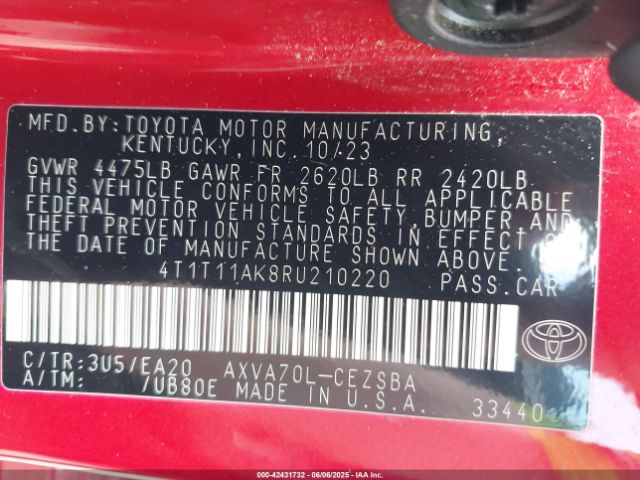 MFD.BY:TOYOTA MOTOR MANUFACTURING,
KENTUCKY, INC. 10/23
GVWR 4475LB GAWR FR 2620LB RR 2420LB
THIS VEHICLE CONFORMS TO ALL APPLICABLE
FEDERAL MOTOR VEHICLE SAFETY, BUMPER AND
THEFT PREVENTION STANDARDS IN EFFECT ON
THE DATE OF MANUFACTURE SHOWN ABOVE.
4T1T11AK8RU210220 PASS.CAR
C/TR:3U5/EA20 AXVA70L-CEZSBA
A/TM: /UB80E MADE IN U.S.A. 33440
000-42431732 - 06/06/2025 - IAA Inc.